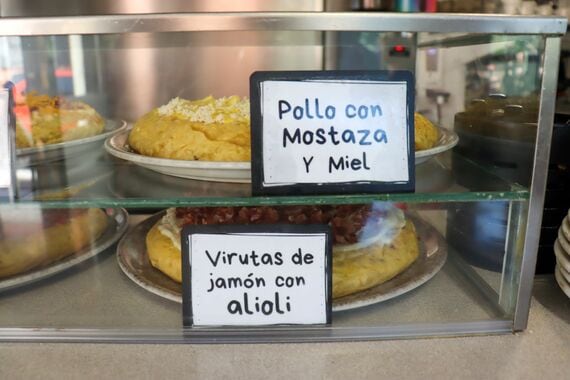 Pollo con
Mostaza
Y Miel
Virutas de
jamón con
alioli